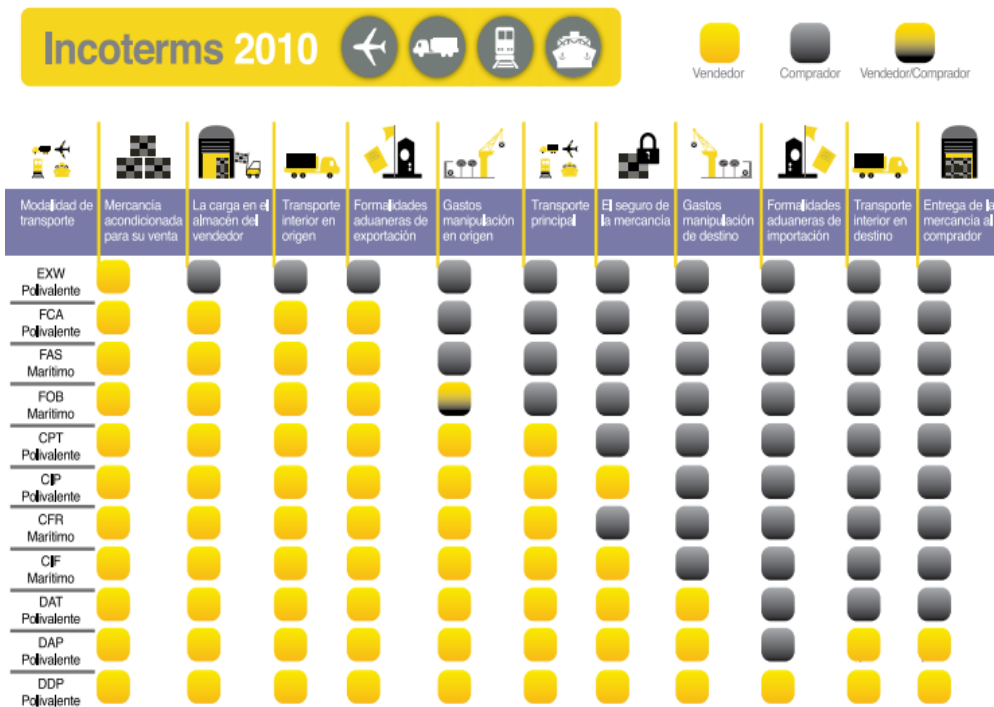 Incoterms 2010
Vendedor
Comprador
Vendedor/Comprador
Modalidad de
transporte
Mercancía
acondicionada
para su venta
La carga en el
almacén del
vendedor
Transporte
interior en
origen
Formalidades
aduaneras de
exportación
Gastos
manipulación
en origen
Transporte
principal
El seguro de
la mercancía
Gastos
manipulación
de destino
Formalidades
aduaneras de
importación
Transporte
interior en
destino
Entrega de la
mercancía al
comprador
EXW
Polivalente
FCA
Polivalente
FAS
Marítimo
FOB
Marítimo
CPT
Polivalente
CIP
Polivalente
CFR
Marítimo
CIF
Marítimo
DAT
Polivalente
DAP
Polivalente
DDP
Polivalente